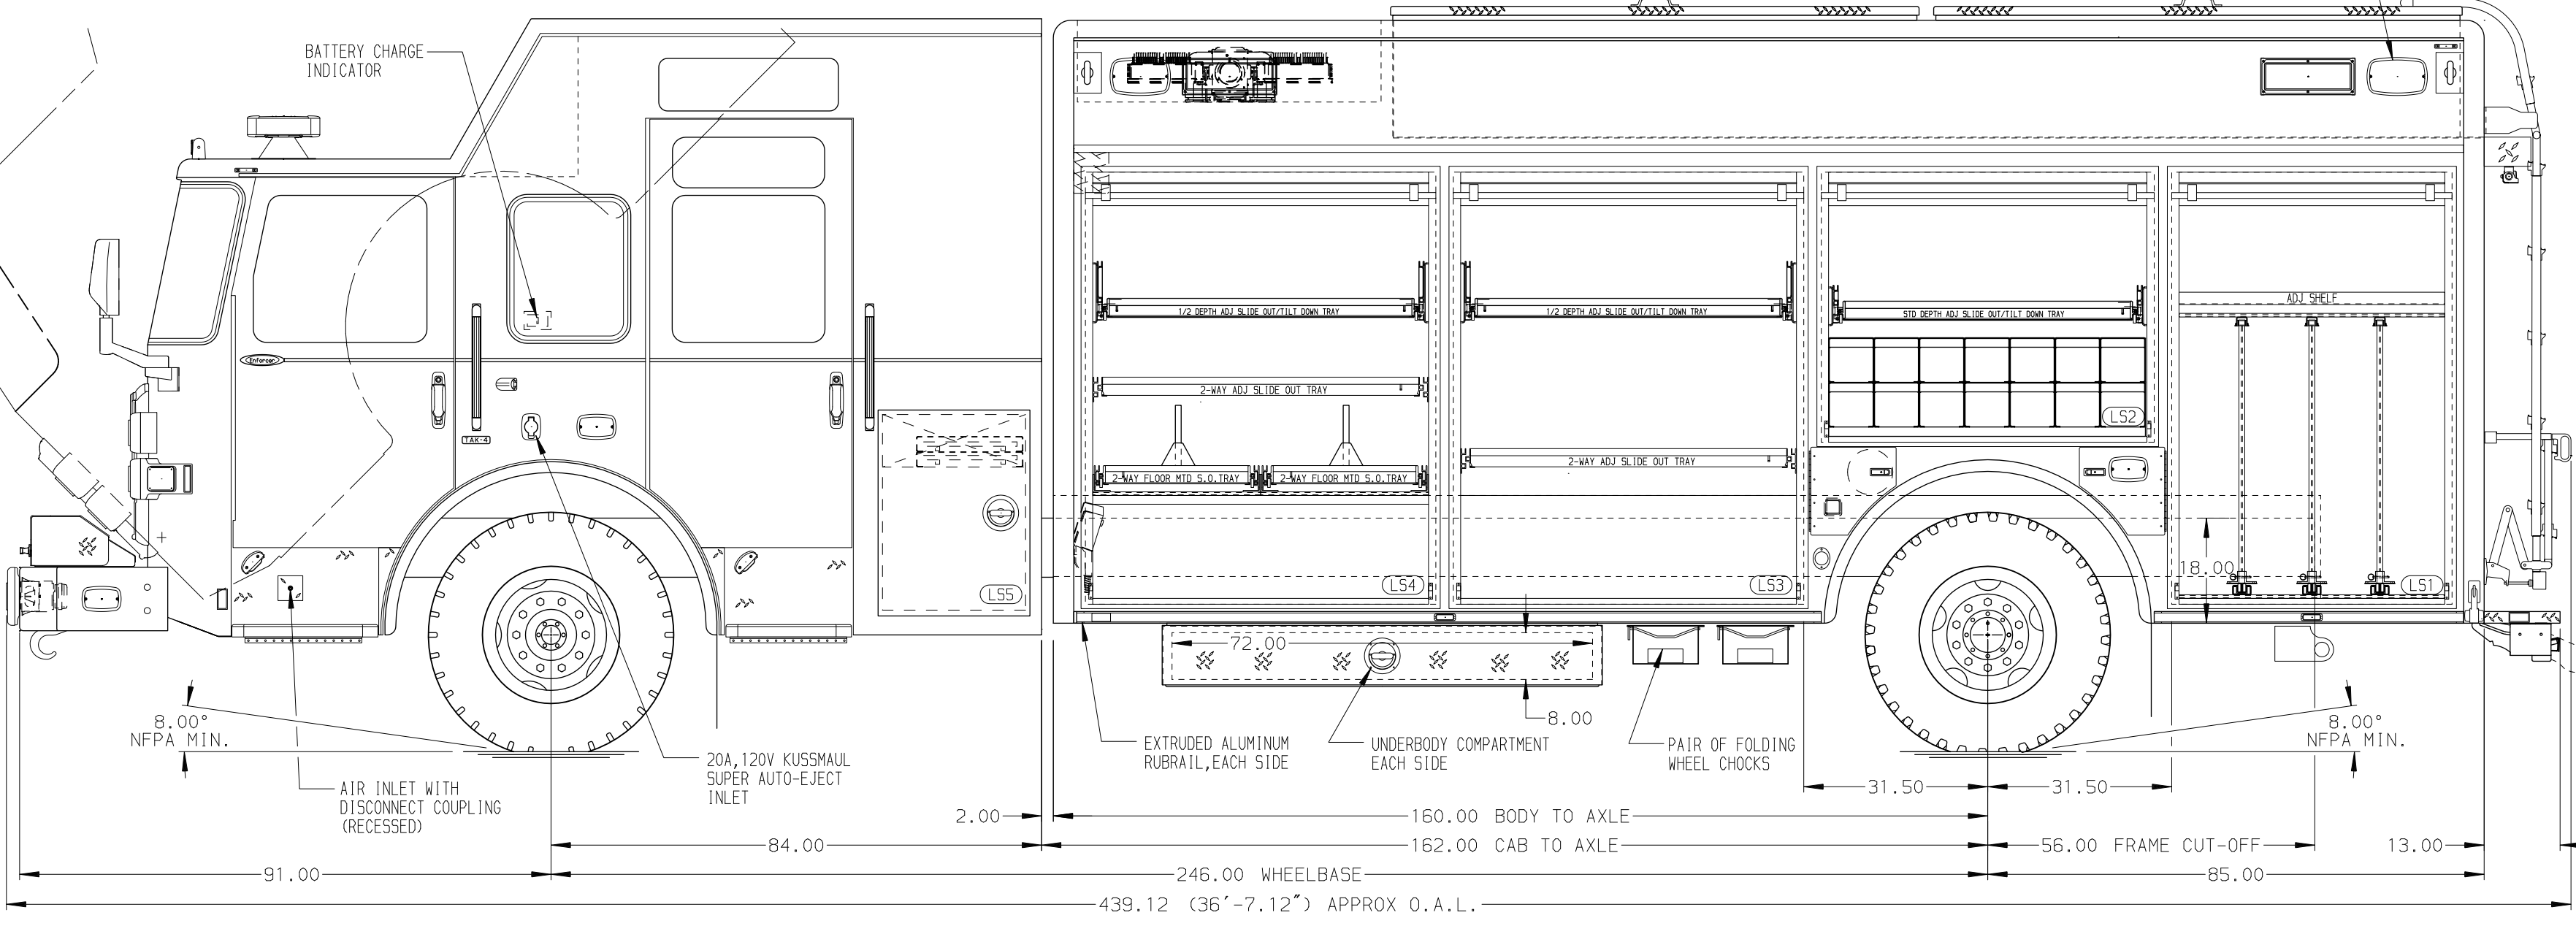 BATTERY CHARGE
INDICATOR
Enforcer
TAK-4
1/2 DEPTH ADJ SLIDE OUT/TILT DOWN TRAY
1/2 DEPTH ADJ SLIDE OUT/TILT DOWN TRAY
STD DEPTH ADJ SLIDE OUT/TILT DOWN TRAY
ADJ SHELF
2-WAY ADJ SLIDE OUT TRAY
LS2
2-WAY ADJ SLIDE OUT TRAY
2-WAY FLOOR MTD S.O.TRAY
2-WAY FLOOR MTD S.O.TRAY
18.00
LS5
LS4
LS3
LS1
72.00
8.00
8.00°
NFPA MIN.
8.00°
NFPA MIN.
EXTRUDED ALUMINUM
RUBRAIL,EACH SIDE
UNDERBODY COMPARTMENT
EACH SIDE
PAIR OF FOLDING
WHEEL CHOCKS
20A,120V KUSSMAUL
SUPER AUTO-EJECT
INLET
AIR INLET WITH
DISCONNECT COUPLING
(RECESSED)
31.50
31.50
2.00
160.00 BODY TO AXLE
84.00
162.00 CAB TO AXLE
56.00 FRAME CUT-OFF
13.00
91.00
246.00 WHEELBASE
85.00
439.12 (36'-7.12") APPROX O.A.L.